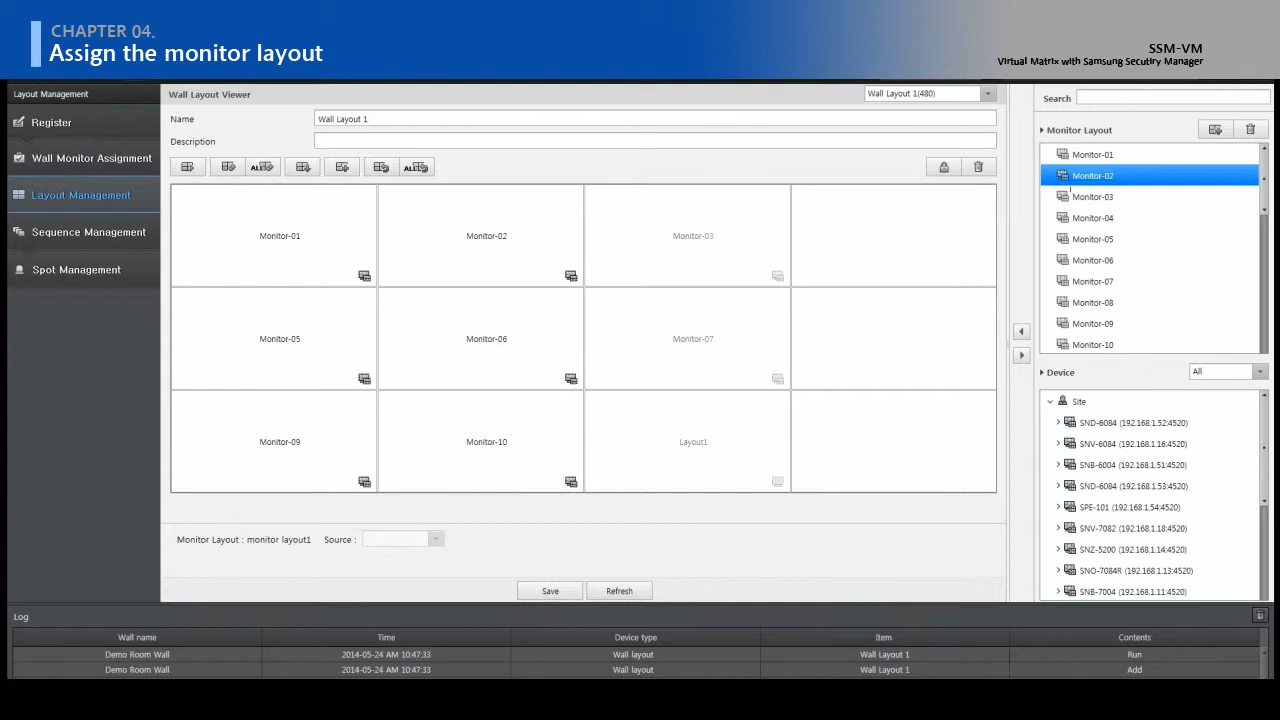 CHAPTER 04.
Assign the monitor layout
SSM-VM
Virtual Matrix with Samsung Secutiry Manager
Layout Management
Register
Wall Monitor Assignment
Layout Management
Sequence Management
Spot Management
Wall Layout Viewer
Wall Layout 1(480)
Name
Wall Layout 1
Description
ALL
ALL
Monitor-01
Monitor-02
Monitor-03
Monitor-05
Monitor-06
Monitor-07
Monitor-09
Monitor-10
Layout1
Monitor Layout : monitor layout1
Source :
Save
Refresh
Search
Monitor Layout
Monitor-01
Monitor-02
Monitor-03
Monitor-04
Monitor-05
Monitor-06
Monitor-07
Monitor-08
Monitor-09
Monitor-10
Device
All
Site
SND-6084 (192.168.1.52:4520)
SNV-6084 (192.168.1.16:4520)
SNB-6004 (192.168.1.51:4520)
SND-6084 (192.168.1.53:4520)
SPE-101 (192.168.1.54:4520)
SNV-7082 (192.168.1.18:4520)
SNZ-5200 (192.168.1.14:4520)
SNO-7084R (192.168.1.13:4520)
SNB-7004 (192.168.1.11:4520)
Log
Wall name Time Device type Item Contents
Demo Room Wall 2014-05-24 AM 10:47:33 Wall layout Wall Layout 1 Run
Demo Room Wall 2014-05-24 AM 10:47:33 Wall layout Wall Layout 1 Add